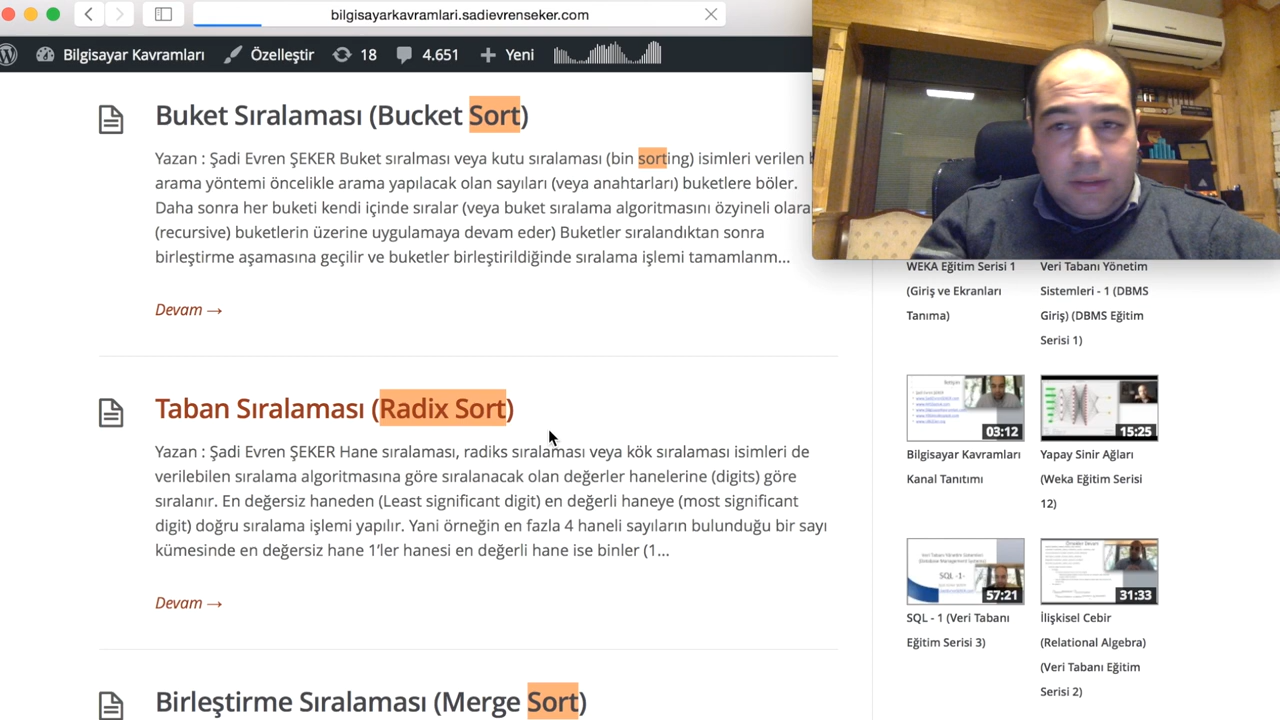 bilgisayarkavramlari.sadievrenseker.com
Bilgisayar Kavramları Özelleştir 18 4.651 Yeni
Buket Sıralaması (Bucket Sort)
Yazan : Şadi Evren ŞEKER Buket sıralması veya kutu sıralaması (bin sorting) isimleri verilen
arama yöntemi öncelikle arama yapılacak olan sayıları (veya anahtarları) buketlere böler.
Daha sonra her buketi kendi içinde sıralar (veya buket sıralama algoritmasını özyineli olara
(recursive) buketlerin üzerine uygulamaya devam eder) Buketler sıralandıktan sonra
birleştirme aşamasına geçilir ve buketler birleştirildiğinde sıralama işlemi tamamlanm...
Devam →
Taban Sıralaması (Radix Sort)
Yazan : Şadi Evren ŞEKER Hane sıralaması, radiks sıralaması veya kök sıralaması isimleri de
verilebilen sıralama algoritmasına göre sıralanacak olan değerler hanelerine (digits) göre
sıralanır. En değersiz haneden (Least significant digit) en değerli haneye (most significant
digit) doğru sıralama işlemi yapılır. Yani örneğin en fazla 4 haneli sayıların bulunduğu bir sayı
kümesinde en değersiz hane 1’ler hanesi en değerli hane ise binler (1...
Devam →
Birleştirme Sıralaması (Merge Sort)
WEKA Eğitim Serisi 1
(Giriş ve Ekranları
Tanıma)
Veri Tabanı Yönetim
Sistemleri - 1 (DBMS
Giriş) (DBMS Eğitim
Serisi 1)
03:12
Bilgisayar Kavramları
Kanal Tanıtımı
15:25
Yapay Sinir Ağları
(Weka Eğitim Serisi
12)
SQL -1-
57:21
SQL - 1 (Veri Tabanı
Eğitim Serisi 3)
31:33
İlişkisel Cebir
(Relational Algebra)
(Veri Tabanı Eğitim
Serisi 2)